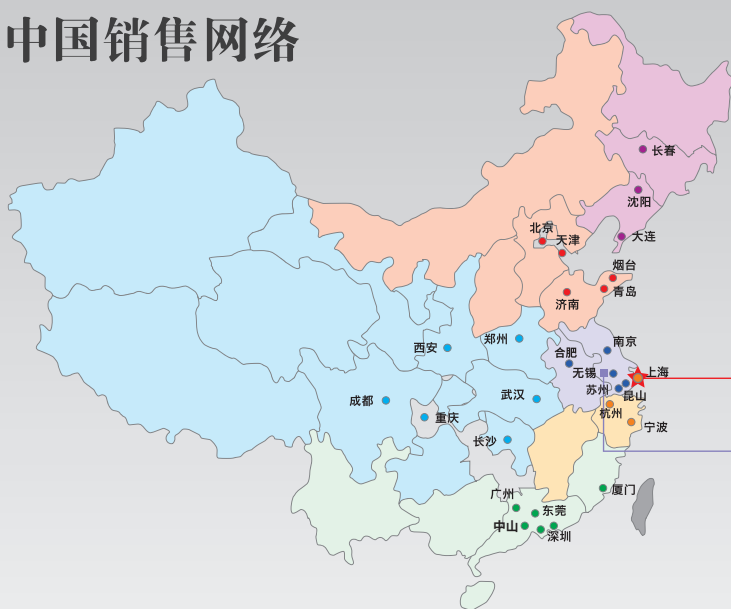 中国销售网络
长春
沈阳
大连
北京
天津
烟台
青岛
济南
郑州
西安
南京
合肥
无锡
上海
苏州
昆山
成都
武汉
杭州
重庆
宁波
长沙
厦门
广州
东莞
中山
深圳